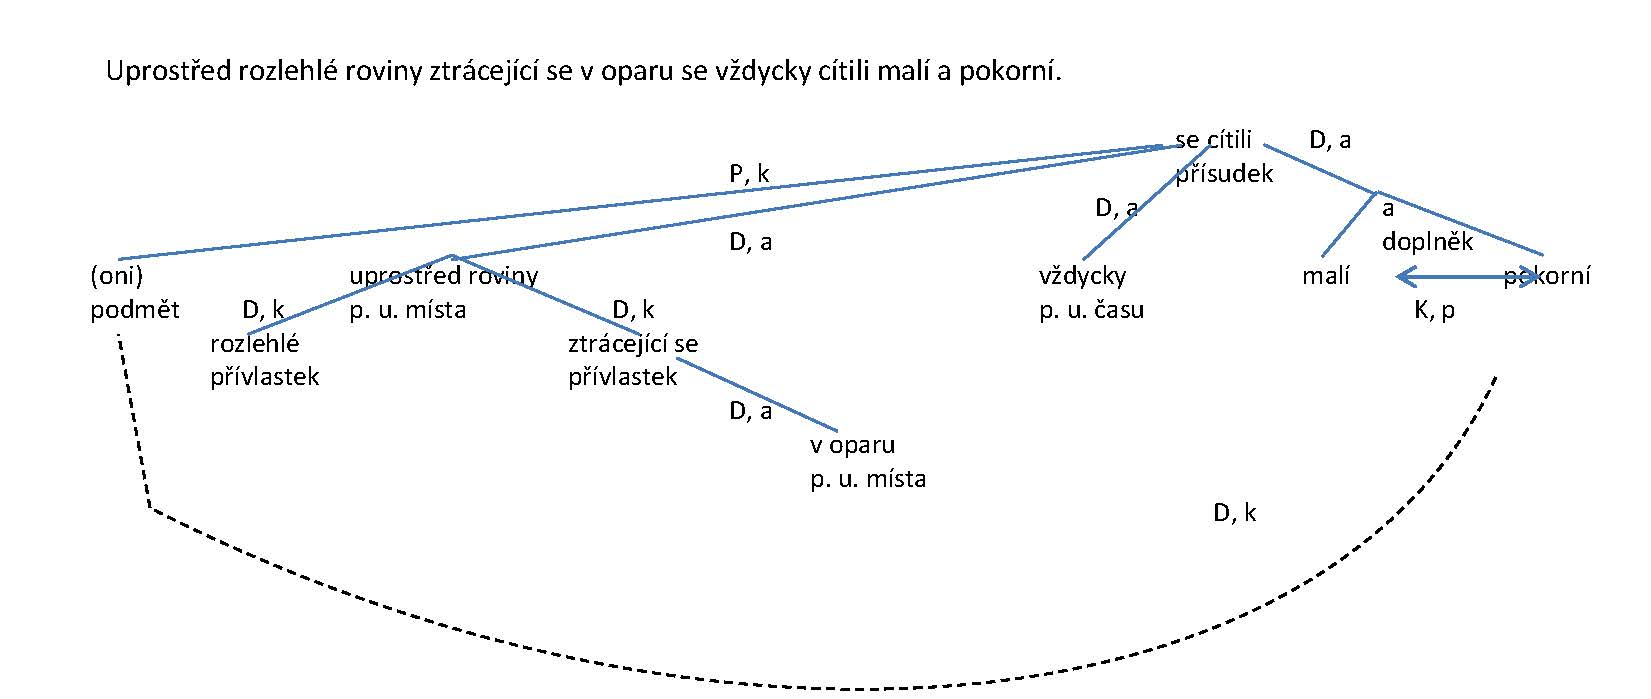 Uprostřed rozlehlé roviny ztrácející se v oparu se vždycky cítili malí a pokorní.
se cítili D, a
P, k přísudek
D, a a
D, a doplněk
(oni) uprostřed roviny vždycky malí pokorní
podmět D, k p. u. místa D, k p. u. času K, p
rozlehlé ztrácející se
přívlastek přívlastek
D, a
v oparu
p. u. místa
D, k